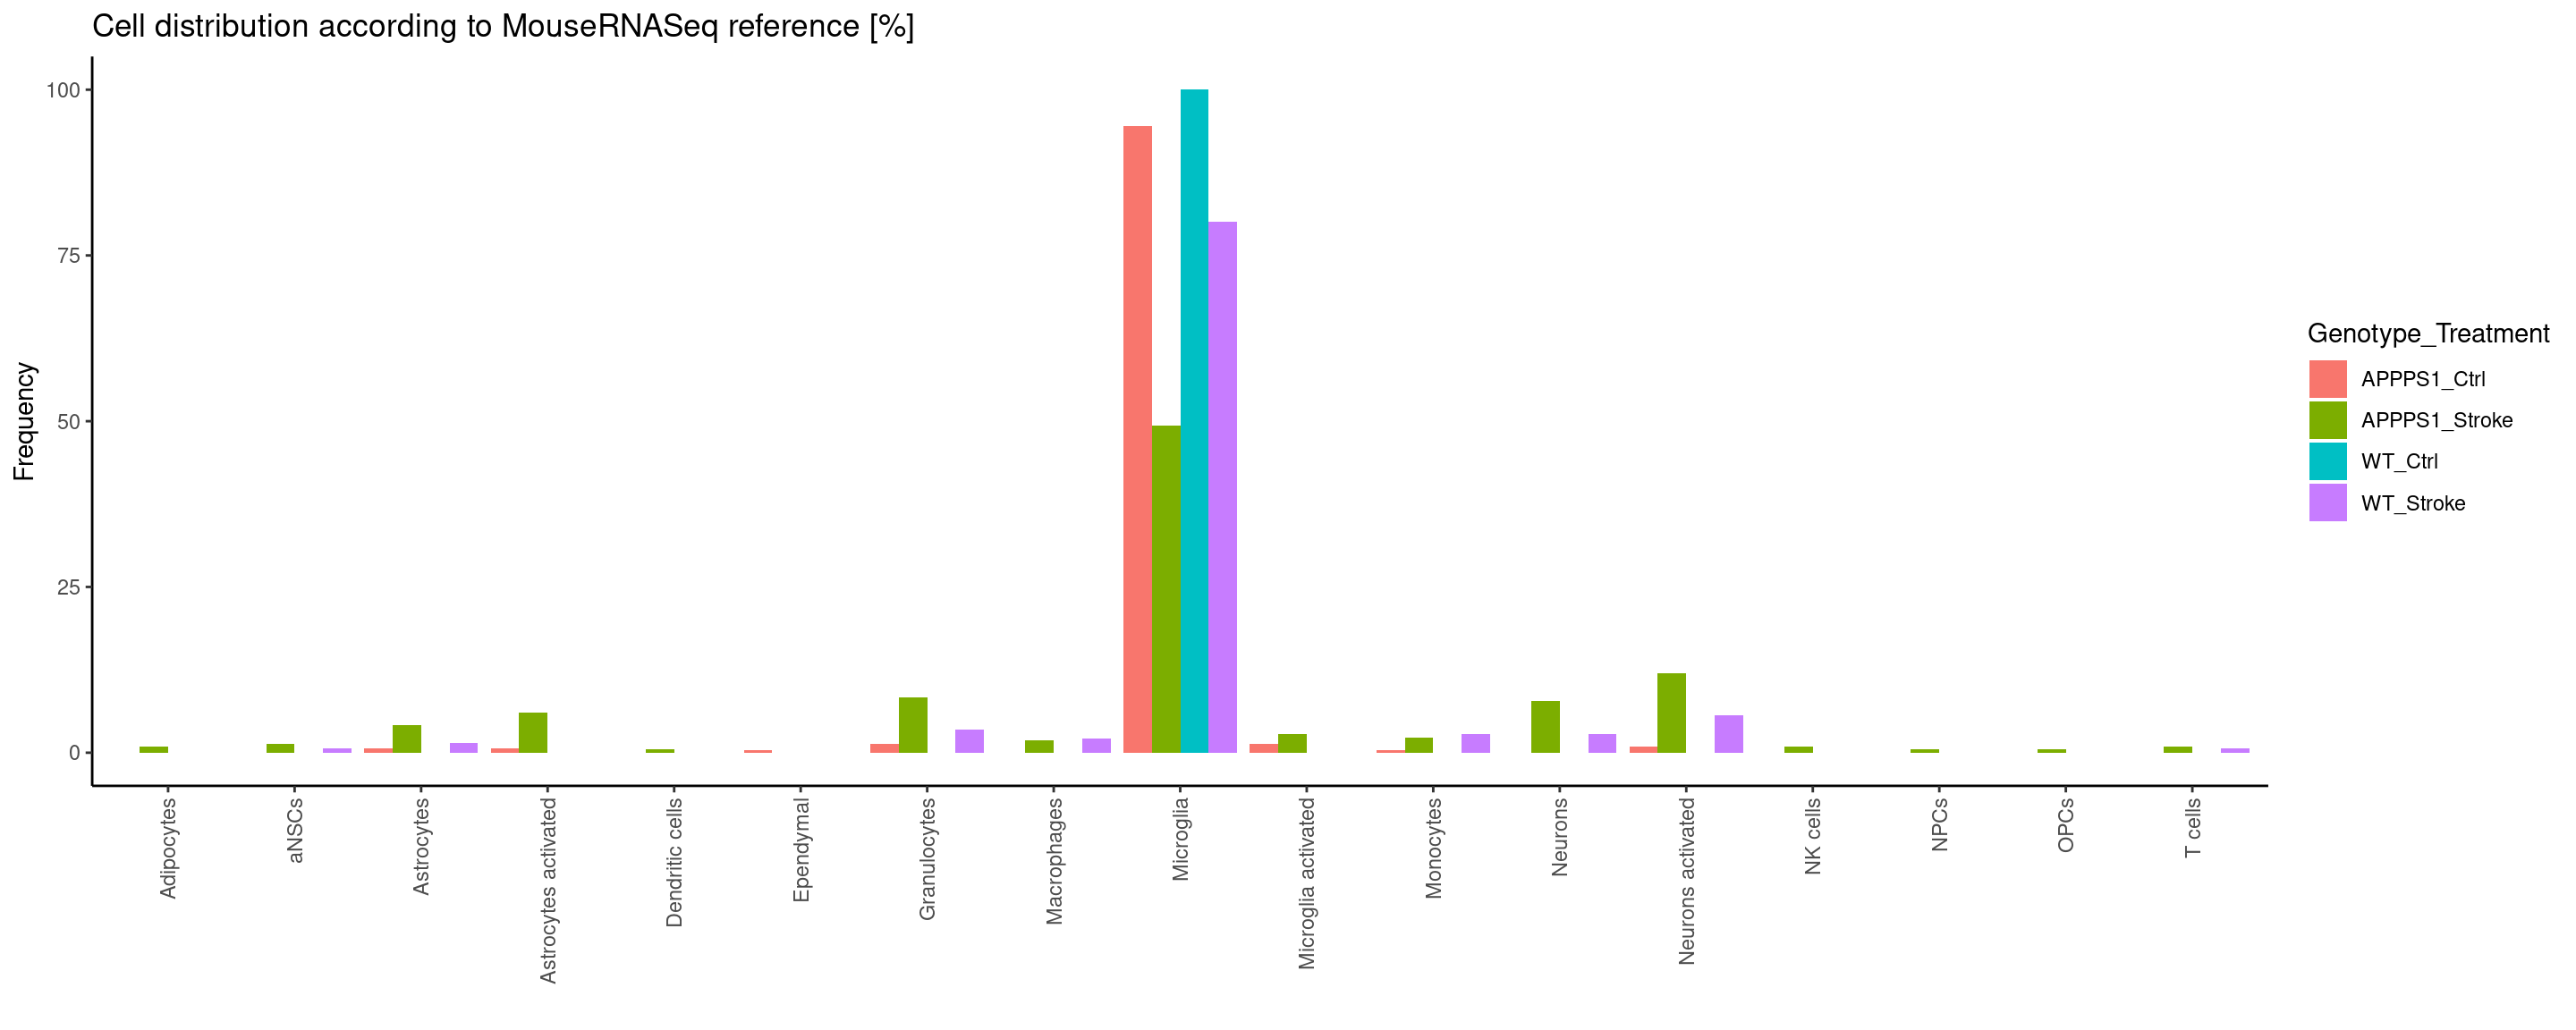 Cell distribution according to MouseRNASeq reference [%]
100
75
50
25
0
Frequency
Adipocytes
aNSCs
Astrocytes
Astrocytes activated
Dendritic cells
Ependymal
Granulocytes
Macrophages
Microglia
Microglia activated
Monocytes
Neurons
Neurons activated
NK cells
NPCs
OPCs
T cells
Genotype_Treatment
APPPS1_Ctrl
APPPS1_Stroke
WT_Ctrl
WT_Stroke